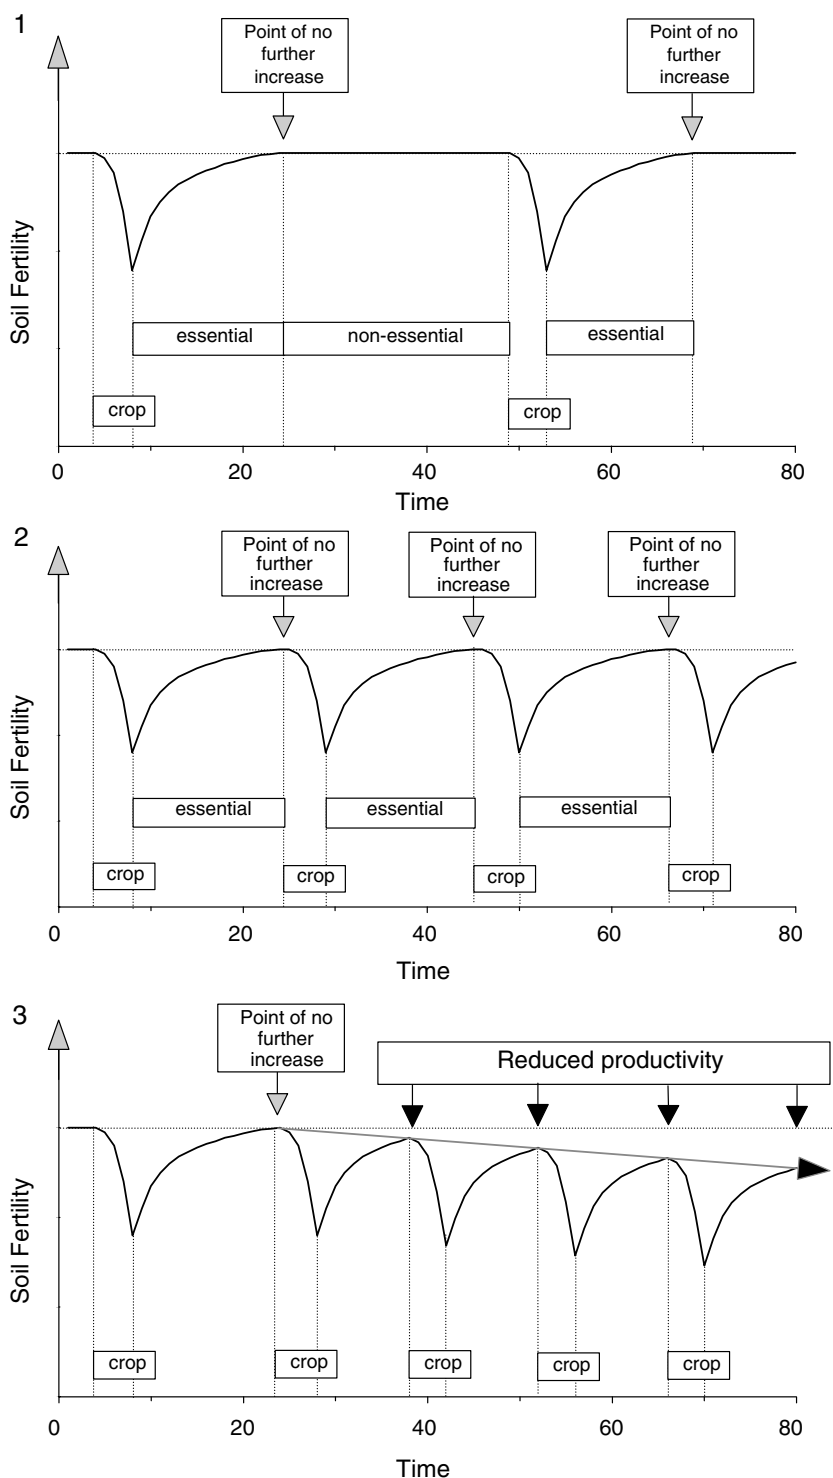 1
Point of no
further
increase
Point of no
further
increase
Soil Fertility
essential
non-essential
essential
crop
crop
0
20
40
60
80
Time
2
Point of no
further
increase
Point of no
further
increase
Point of no
further
increase
Soil Fertility
essential
essential
essential
crop
crop
crop
crop
0
20
40
60
80
Time
3
Point of no
further
increase
Reduced productivity
Soil Fertility
crop
crop
crop
crop
crop
0
20
40
60
80
Time